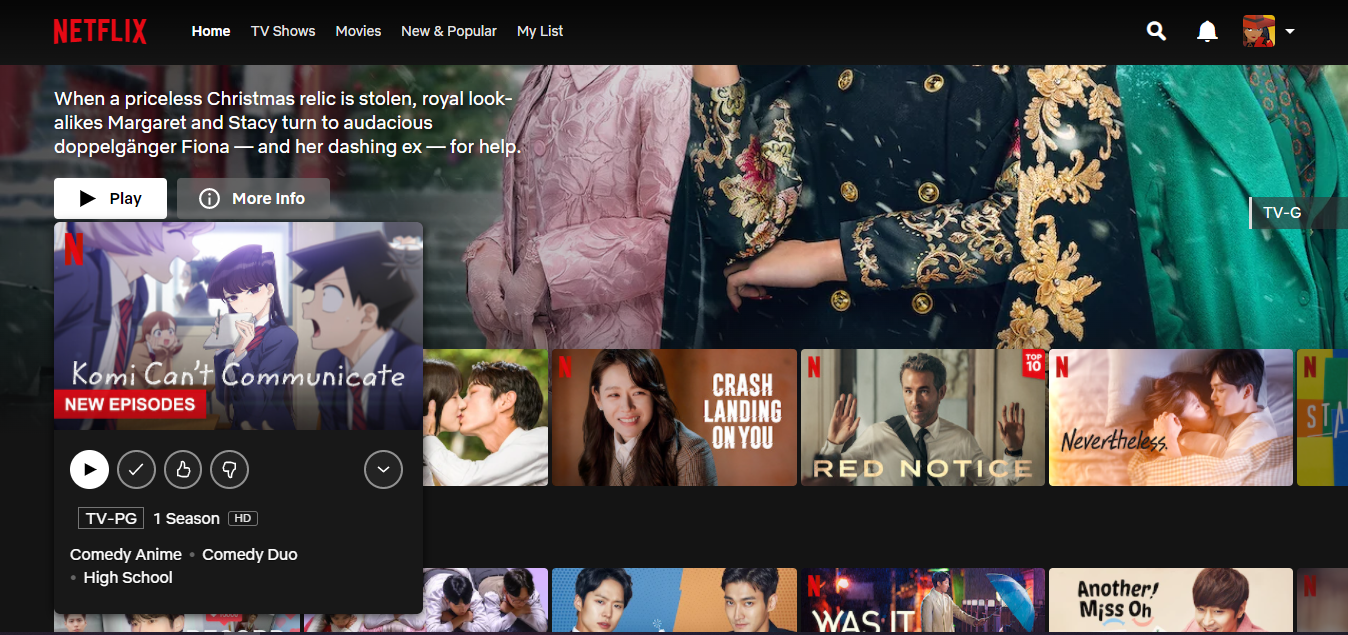 NETFLIX
Home
TV Shows
Movies
New & Popular
My List
When a priceless Christmas relic is stolen, royal look-
alikes Margaret and Stacy turn to audacious
doppelgänger Fiona — and her dashing ex — for help.
Play
More Info
TV-G
N
Komi Can't Communicate
NEW EPISODES
TV-PG 1 Season HD
Comedy Anime • Comedy Duo
• High School
N
CRASH
LANDING
ON YOU
N
TOP
10
RED NOTICE
N
Nevertheless,
N
STA
N
WAS IT
Another!
Miss Oh
N